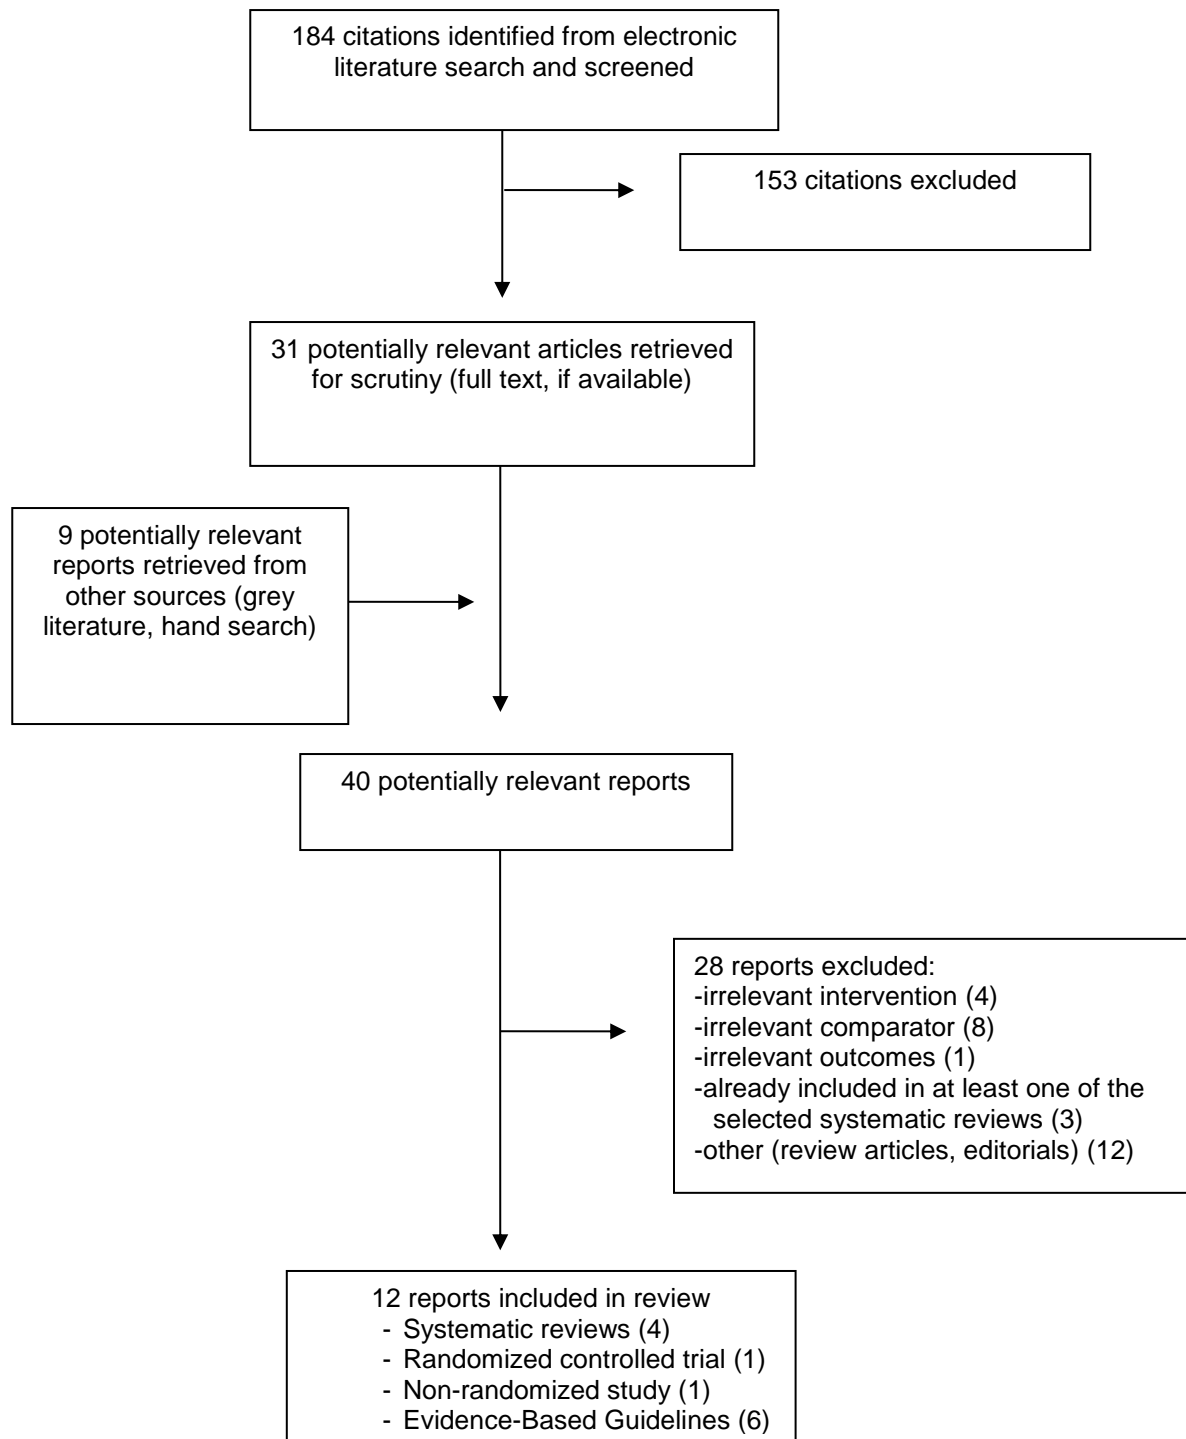 184 citations identified from electronic
literature search and screened
153 citations excluded
31 potentially relevant articles retrieved
for scrutiny (full text, if available)
9 potentially relevant
reports retrieved from
other sources (grey
literature, hand search)
40 potentially relevant reports
28 reports excluded:
-irrelevant intervention (4)
-irrelevant comparator (8)
-irrelevant outcomes (1)
-already included in at least one of the
selected systematic reviews (3)
-other (review articles, editorials) (12)
12 reports included in review
- Systematic reviews (4)
- Randomized controlled trial (1)
- Non-randomized study (1)
- Evidence-Based Guidelines (6)